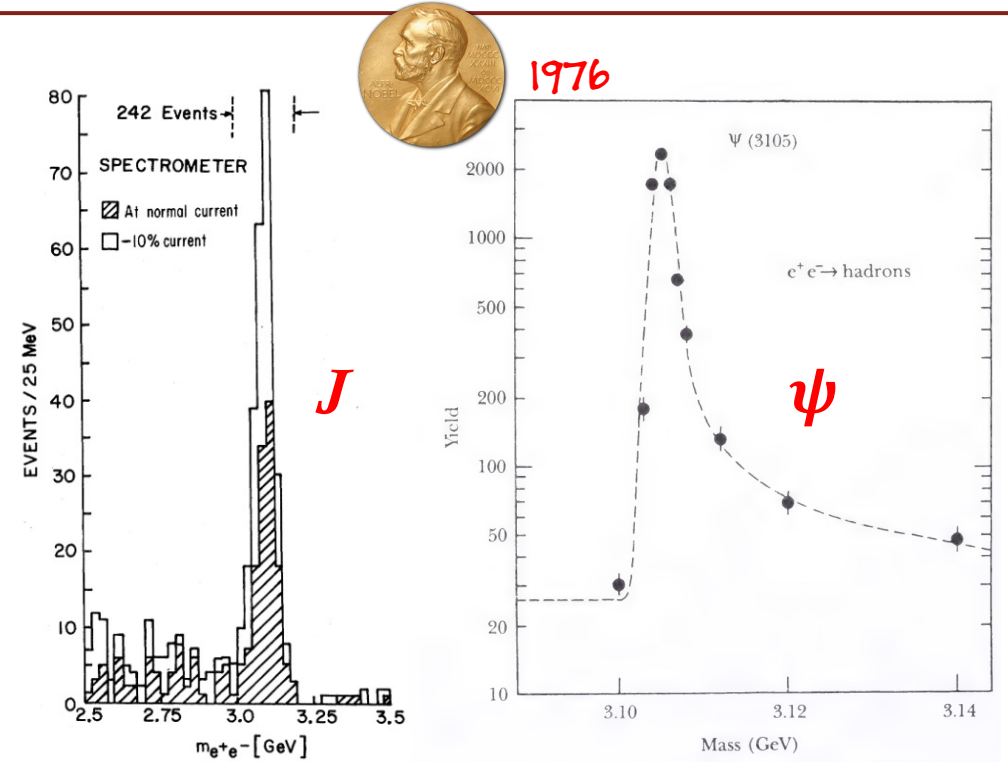 1976
242 Events
SPECTROMETER
At normal current
-10% current
EVENTS / 25 MeV
80
70
60
50
40
30
20
10
0
2.5
2.75
3.0
3.25
3.5
me+e- [GeV]
J
ψ (3105)
e⁺e⁻→ hadrons
ψ
Yield
2000
1000
500
200
100
50
20
10
3.10
3.12
3.14
Mass (GeV)